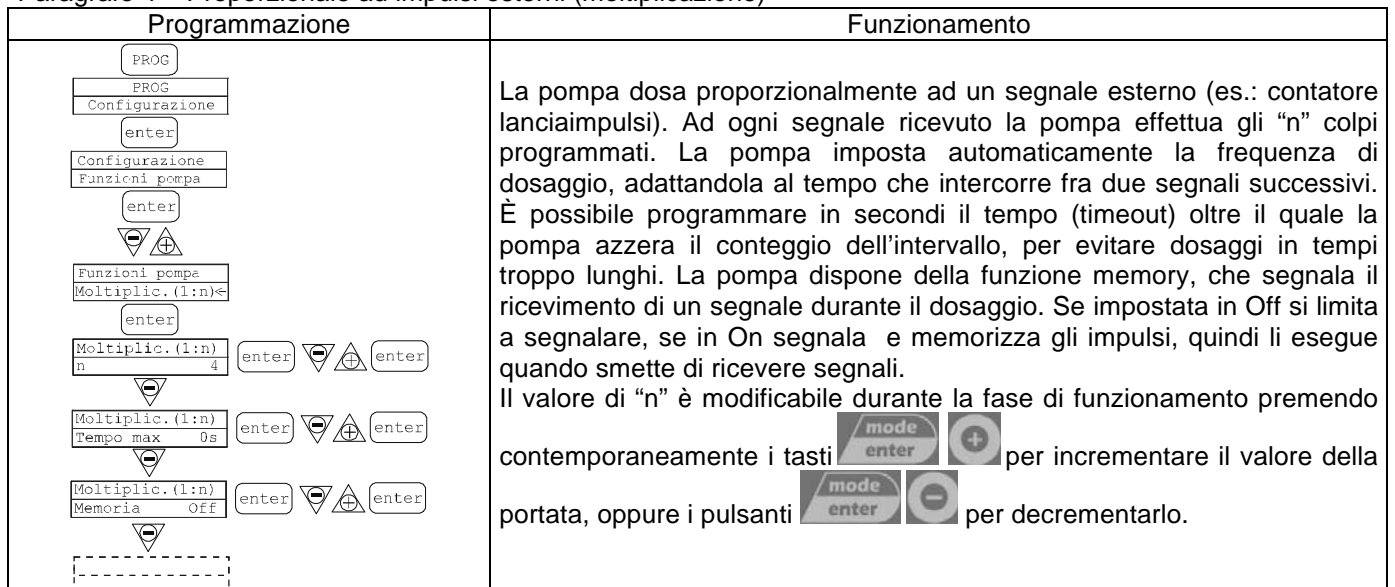 Programmazione
Funzionamento
PROG
PROG
Configurazione
enter
Configurazione
Funzioni pompa
enter
Funzioni pompa
Moltiplic.(1:n)←
enter
Moltiplic.(1:n)
n 4
enter enter
Moltiplic.(1:n)
Tempo max 0s
enter enter
Moltiplic.(1:n)
Memoria Off
enter enter
La pompa dosa proporzionalmente ad un segnale esterno (es.: contatore
lanciaimpulsi). Ad ogni segnale ricevuto la pompa effettua gli “n” colpi
programmati. La pompa imposta automaticamente la frequenza di
dosaggio, adattandola al tempo che intercorre fra due segnali successivi.
È possibile programmare in secondi il tempo (timeout) oltre il quale la
pompa azzera il conteggio dell’intervallo, per evitare dosaggi in tempi
troppo lunghi. La pompa dispone della funzione memory, che segnala il
ricevimento di un segnale durante il dosaggio. Se impostata in Off si limita
a segnalare, se in On segnala e memorizza gli impulsi, quindi li esegue
quando smette di ricevere segnali.
Il valore di “n” è modificabile durante la fase di funzionamento premendo
contemporaneamente i tasti mode enter + per incrementare il valore della
portata, oppure i pulsanti mode enter - per decrementarlo.